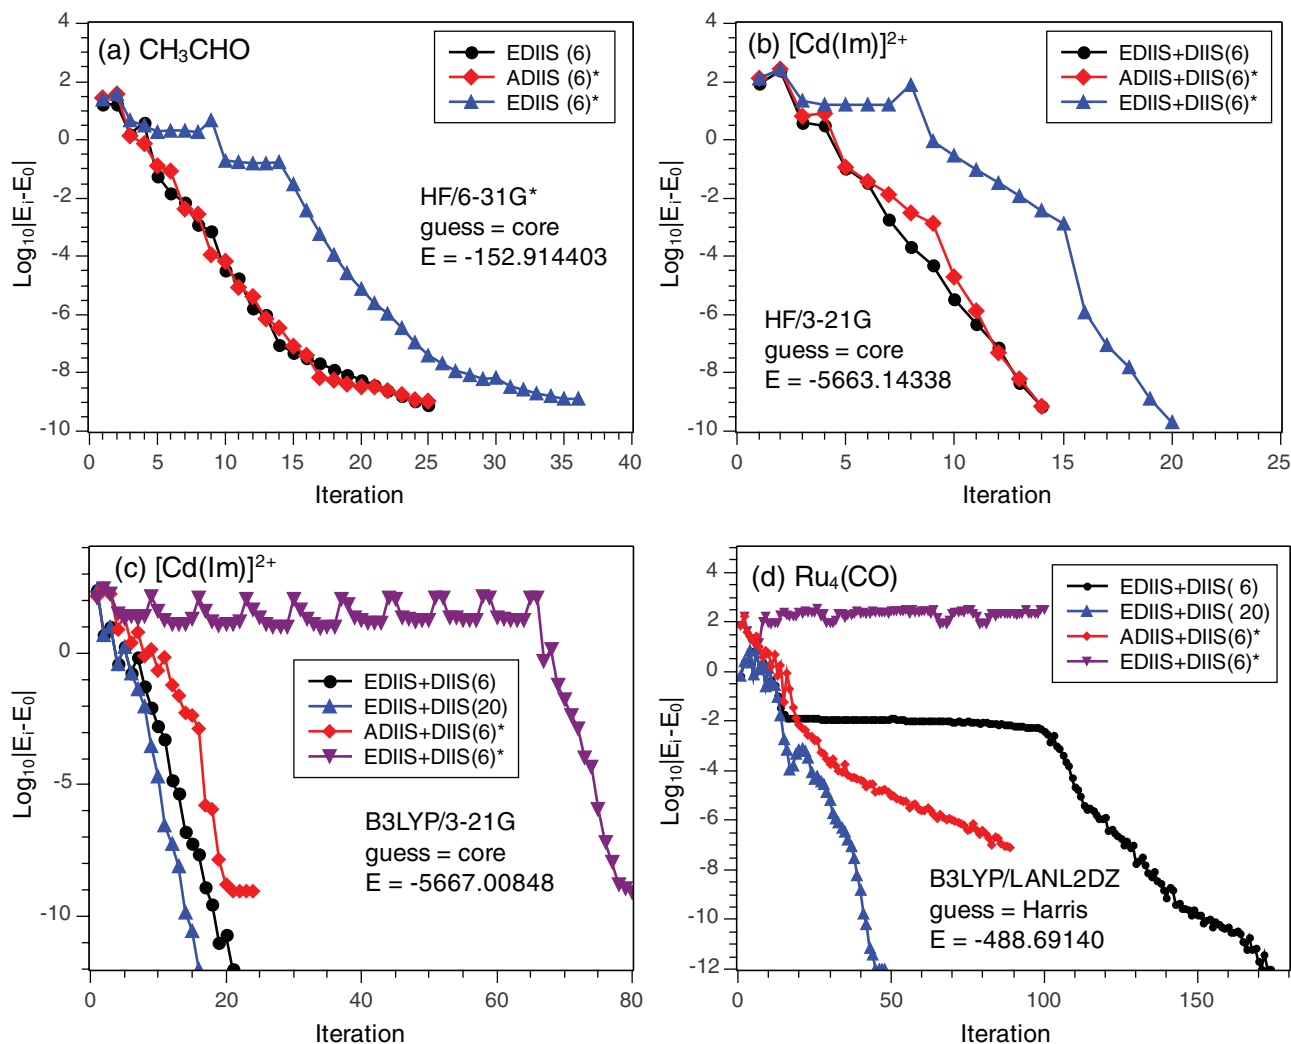 (a) CH₃CHO
EDIIS (6)
ADIIS (6)*
EDIIS (6)*
HF/6-31G*
guess = core
E = -152.914403
Log₁₀|Eᵢ-E₀|
4
2
0
-2
-4
-6
-8
-10
0 5 10 15 20 25 30 35 40
Iteration
(b) [Cd(Im)]²⁺
EDIIS+DIIS(6)
ADIIS+DIIS(6)*
EDIIS+DIIS(6)*
HF/3-21G
guess = core
E = -5663.14338
Log₁₀|Eᵢ-E₀|
4
2
0
-2
-4
-6
-8
-10
0 5 10 15 20 25
Iteration
(c) [Cd(Im)]²⁺
EDIIS+DIIS(6)
EDIIS+DIIS(20)
ADIIS+DIIS(6)*
EDIIS+DIIS(6)*
B3LYP/3-21G
guess = core
E = -5667.00848
Log₁₀|Eᵢ-E₀|
0
-5
-10
0 20 40 60 80
Iteration
(d) Ru₄(CO)
EDIIS+DIIS( 6)
EDIIS+DIIS( 20)
ADIIS+DIIS(6)*
EDIIS+DIIS(6)*
B3LYP/LANL2DZ
guess = Harris
E = -488.69140
Log₁₀|Eᵢ-E₀|
4
2
0
-2
-4
-6
-8
-10
-12
0 50 100 150
Iteration